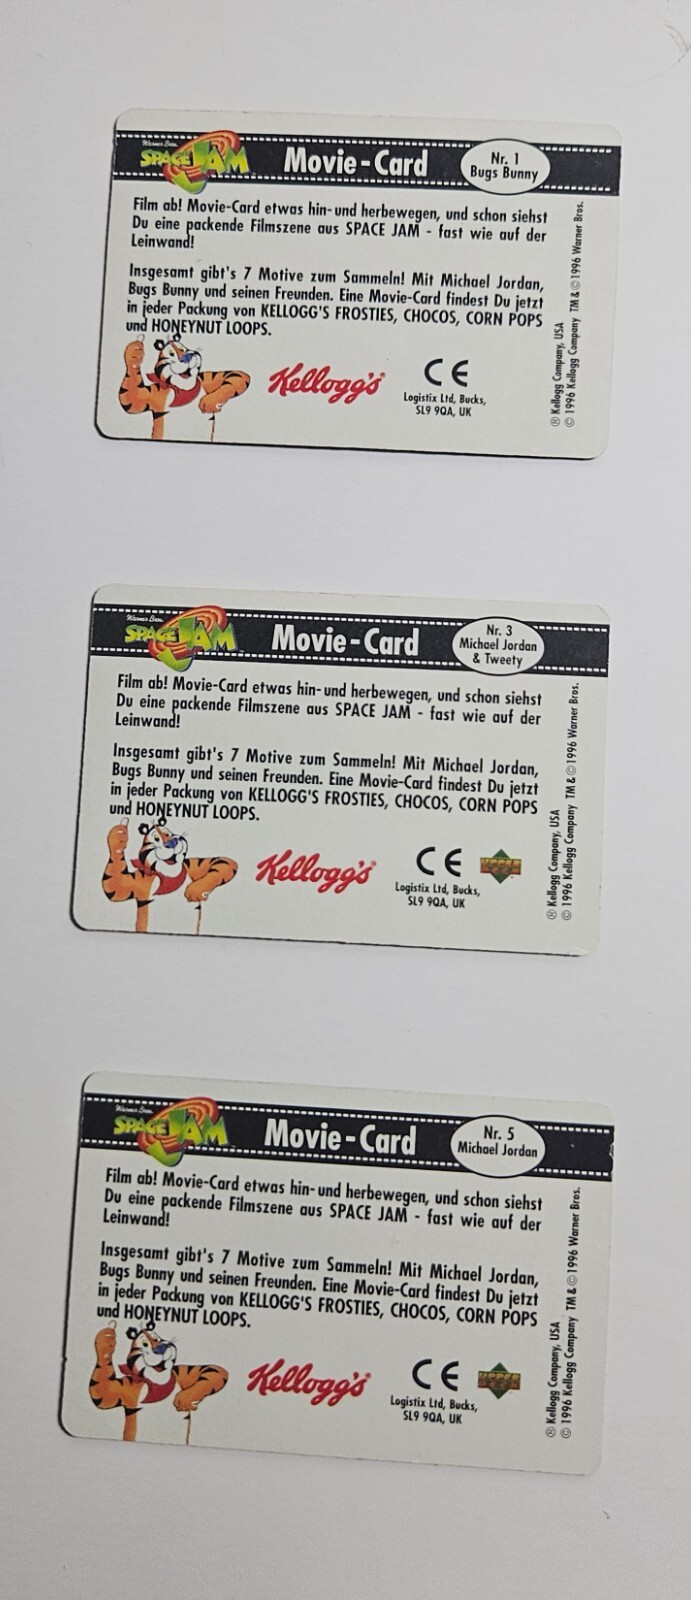 Warner Bros.
SPACE JAM
Movie-Card
Nr. 1
Bugs Bunny
Film ab! Movie-Card etwas hin- und herbewegen, und schon siehst
Du eine packende Filmszene aus SPACE JAM - fast wie auf der
Leinwand!
Insgesamt gibt's 7 Motive zum Sammeln! Mit Michael Jordan,
Bugs Bunny und seinen Freunden. Eine Movie-Card findest Du jetzt
in jeder Packung von KELLOGG'S FROSTIES, CHOCOS, CORN POPS
und HONEYNUT LOOPS.
Kellogg's®
CE
Logistix Ltd, Bucks,
SL9 9QA, UK
® Kellogg Company, USA
© 1996 Kellogg Company TM & © 1996 Warner Bros.
Warner Bros.
SPACE JAM
Movie-Card
Nr. 3
Michael Jordan
& Tweety
Film ab! Movie-Card etwas hin- und herbewegen, und schon siehst
Du eine packende Filmszene aus SPACE JAM - fast wie auf der
Leinwand!
Insgesamt gibt's 7 Motive zum Sammeln! Mit Michael Jordan,
Bugs Bunny und seinen Freunden. Eine Movie-Card findest Du jetzt
in jeder Packung von KELLOGG'S FROSTIES, CHOCOS, CORN POPS
und HONEYNUT LOOPS.
Kellogg's®
CE
UPPER DECK
Logistix Ltd, Bucks,
SL9 9QA, UK
® Kellogg Company, USA
© 1996 Kellogg Company TM & © 1996 Warner Bros.
Warner Bros.
SPACE JAM
Movie-Card
Nr. 5
Michael Jordan
Film ab! Movie-Card etwas hin- und herbewegen, und schon siehst
Du eine packende Filmszene aus SPACE JAM - fast wie auf der
Leinwand!
Insgesamt gibt's 7 Motive zum Sammeln! Mit Michael Jordan,
Bugs Bunny und seinen Freunden. Eine Movie-Card findest Du jetzt
in jeder Packung von KELLOGG'S FROSTIES, CHOCOS, CORN POPS
und HONEYNUT LOOPS.
Kellogg's®
CE
UPPER DECK
Logistix Ltd, Bucks,
SL9 9QA, UK
® Kellogg Company, USA
© 1996 Kellogg Company TM & © 1996 Warner Bros.